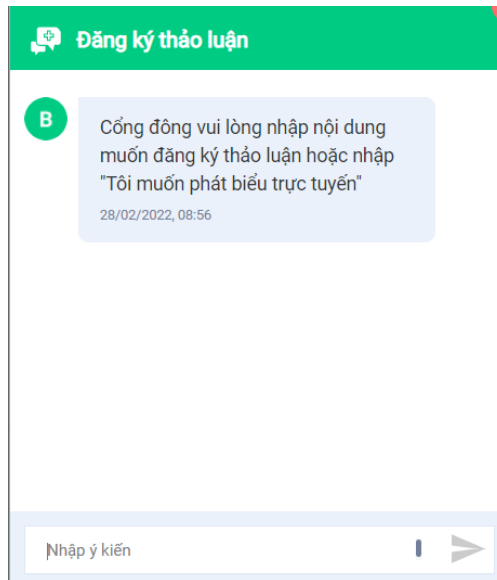 Đăng ký thảo luận
B
Cổng đông vui lòng nhập nội dung
muốn đăng ký thảo luận hoặc nhập
"Tôi muốn phát biểu trực tuyến"
28/02/2022, 08:56
Nhập ý kiến